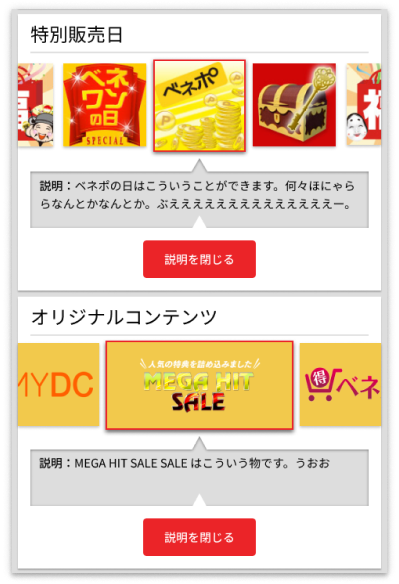 特別販売日
福
ベネ
ワン
の日
SPECIAL
ベネポ
福
説明：ベネポの日はこういうことができます。何々ほにゃら
らなんとかなんとか。ぶええええええええええええええー。
説明を閉じる
オリジナルコンテンツ
MYDC
人気の特典を詰め込みました
MEGA HIT
SALE
得
ベネ
説明：MEGA HIT SALE SALE はこういう物です。うおお
説明を閉じる